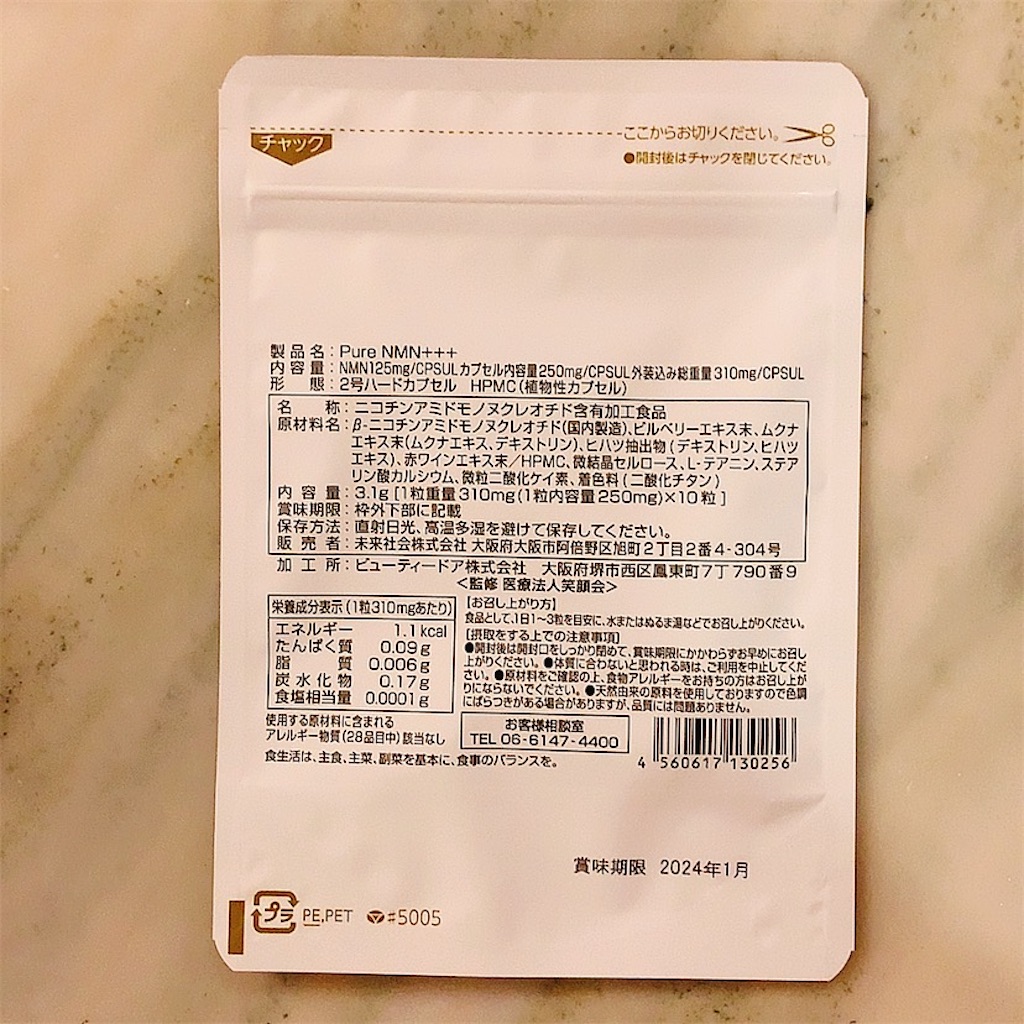 ここからお切りください。
チャック
●開封後はチャックを閉じてください。
製品名：Pure NMN+++
内容量：NMN125mg/CPSULカプセル内容量250mg/CPSUL外装込み総重量310mg/CPSUL
形　態：2号ハードカプセル　HPMC(植物性カプセル)
名　称：ニコチンアミドモノヌクレオチド含有加工食品
原材料名：β-ニコチンアミドモノヌクレオチド(国内製造)、ビルベリーエキス末、ムクナ
エキス末(ムクナエキス、デキストリン)、ヒハツ抽出物(デキストリン、ヒハツ
エキス)、赤ワインエキス末／HPMC、微結晶セルロース、L-テアニン、ステア
リン酸カルシウム、微粒二酸化ケイ素、着色料(二酸化チタン)
内容量：3.1g[1粒重量310mg(1粒内容量250mg)×10粒]
賞味期限：枠外下部に記載
保存方法：直射日光、高温多湿を避けて保存してください。
販売者：未来社会株式会社 大阪府大阪市阿倍野区旭町2丁目2番4-304号
加工所：ビューティードア株式会社　大阪府堺市西区鳳東町7丁790番9
<監修 医療法人笑顔会>
栄養成分表示(1粒310mgあたり)
エネルギー　1.1kcal
たんぱく質　0.09g
脂　質　0.006g
炭水化物　0.17g
食塩相当量　0.0001g
使用する原材料に含まれる
アレルギー物質(28品目中)該当なし
【お召し上がり方】
食品として、1日1〜3粒を目安に、水またはぬるま湯などでお召し上がりください。
[摂取をする上での注意事項]
●開封後は開封口をしっかり閉めて、賞味期限にかかわらずお早めにお召し
上がりください。●体質に合わないと思われる時は、ご利用を中止してくだ
さい。●原材料をご確認の上、食物アレルギーをお持ちの方はお召し上が
りにならないでください。●天然由来の原料を使用しておりますので色調
にばらつきがある場合がありますが、品質には問題ありません。
お客様相談室
TEL 06-6147-4400
4 560617 130256
食生活は、主食、主菜、副菜を基本に、食事のバランスを。
賞味期限 2024年1月
プラ PE,PET #5005